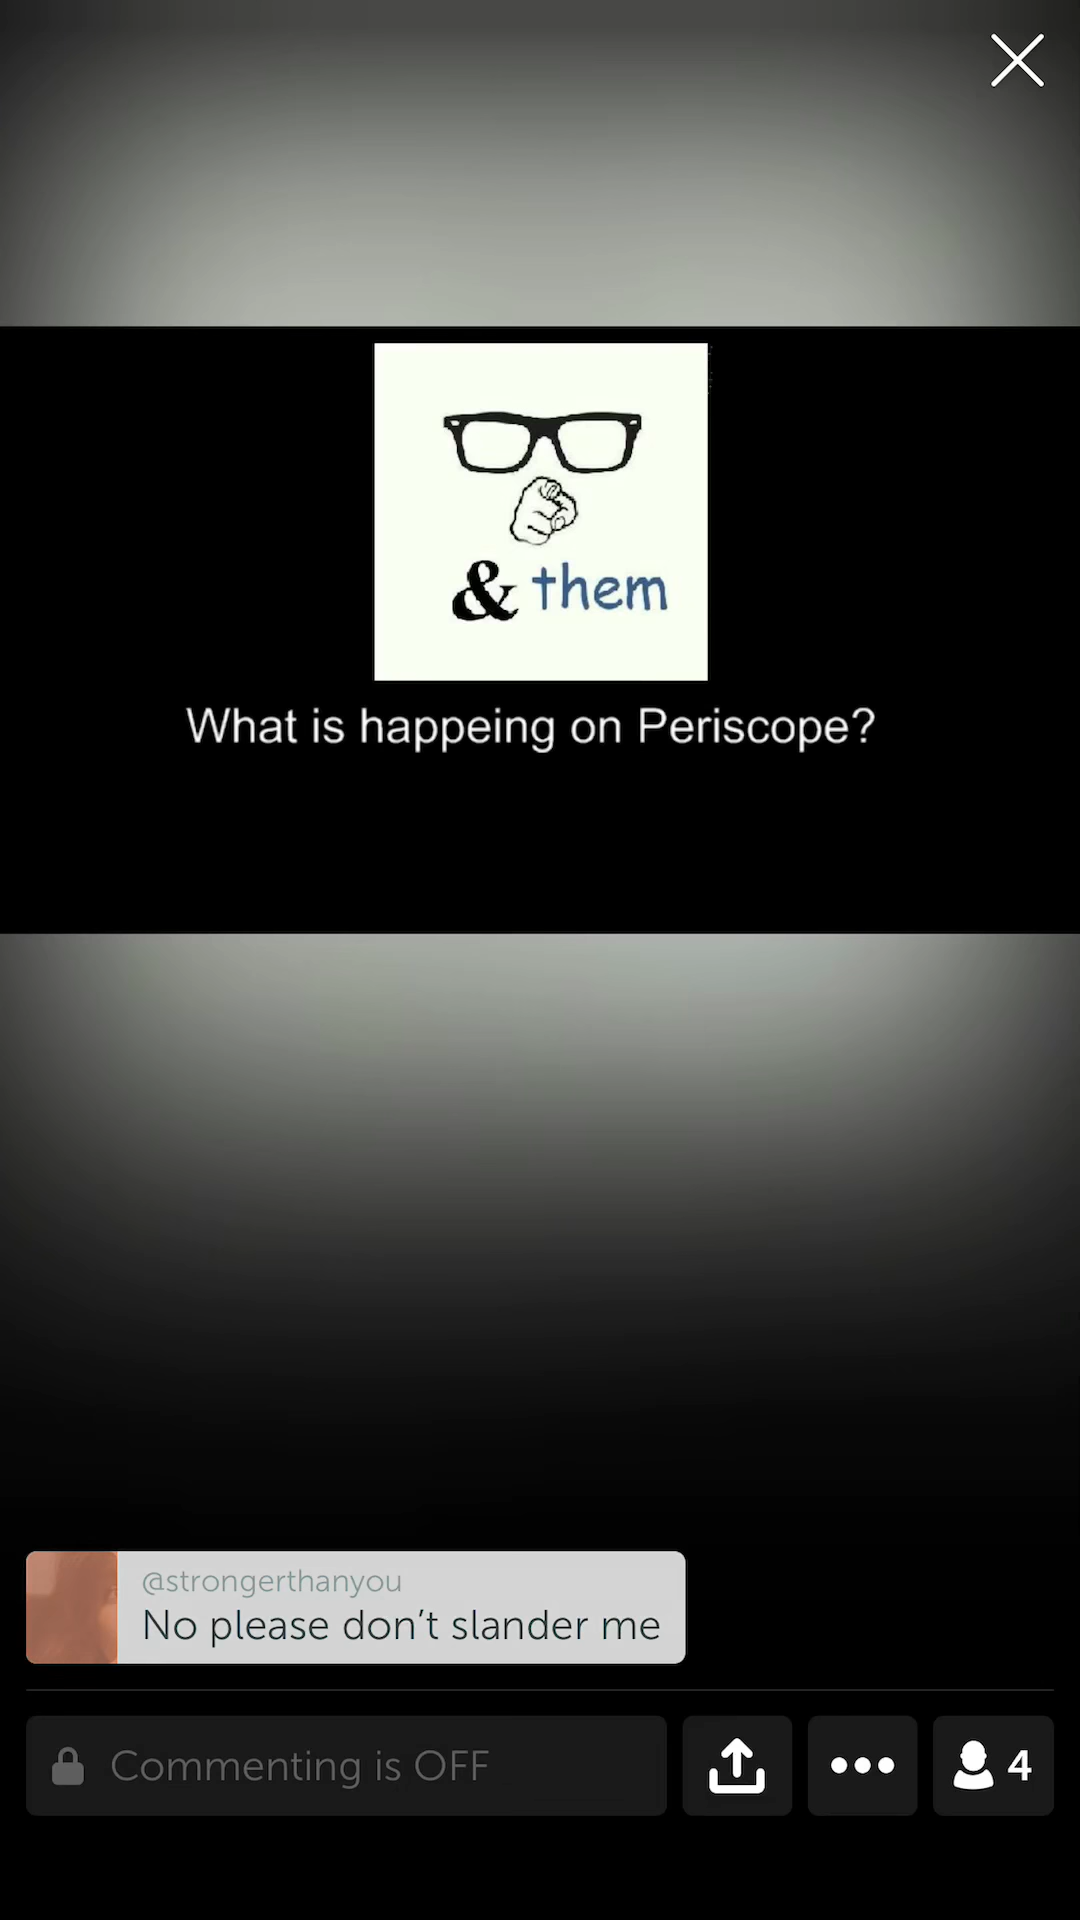 & them
What is happeing on Periscope?
@strongerthanyou
No please don't slander me
Commenting is OFF
4